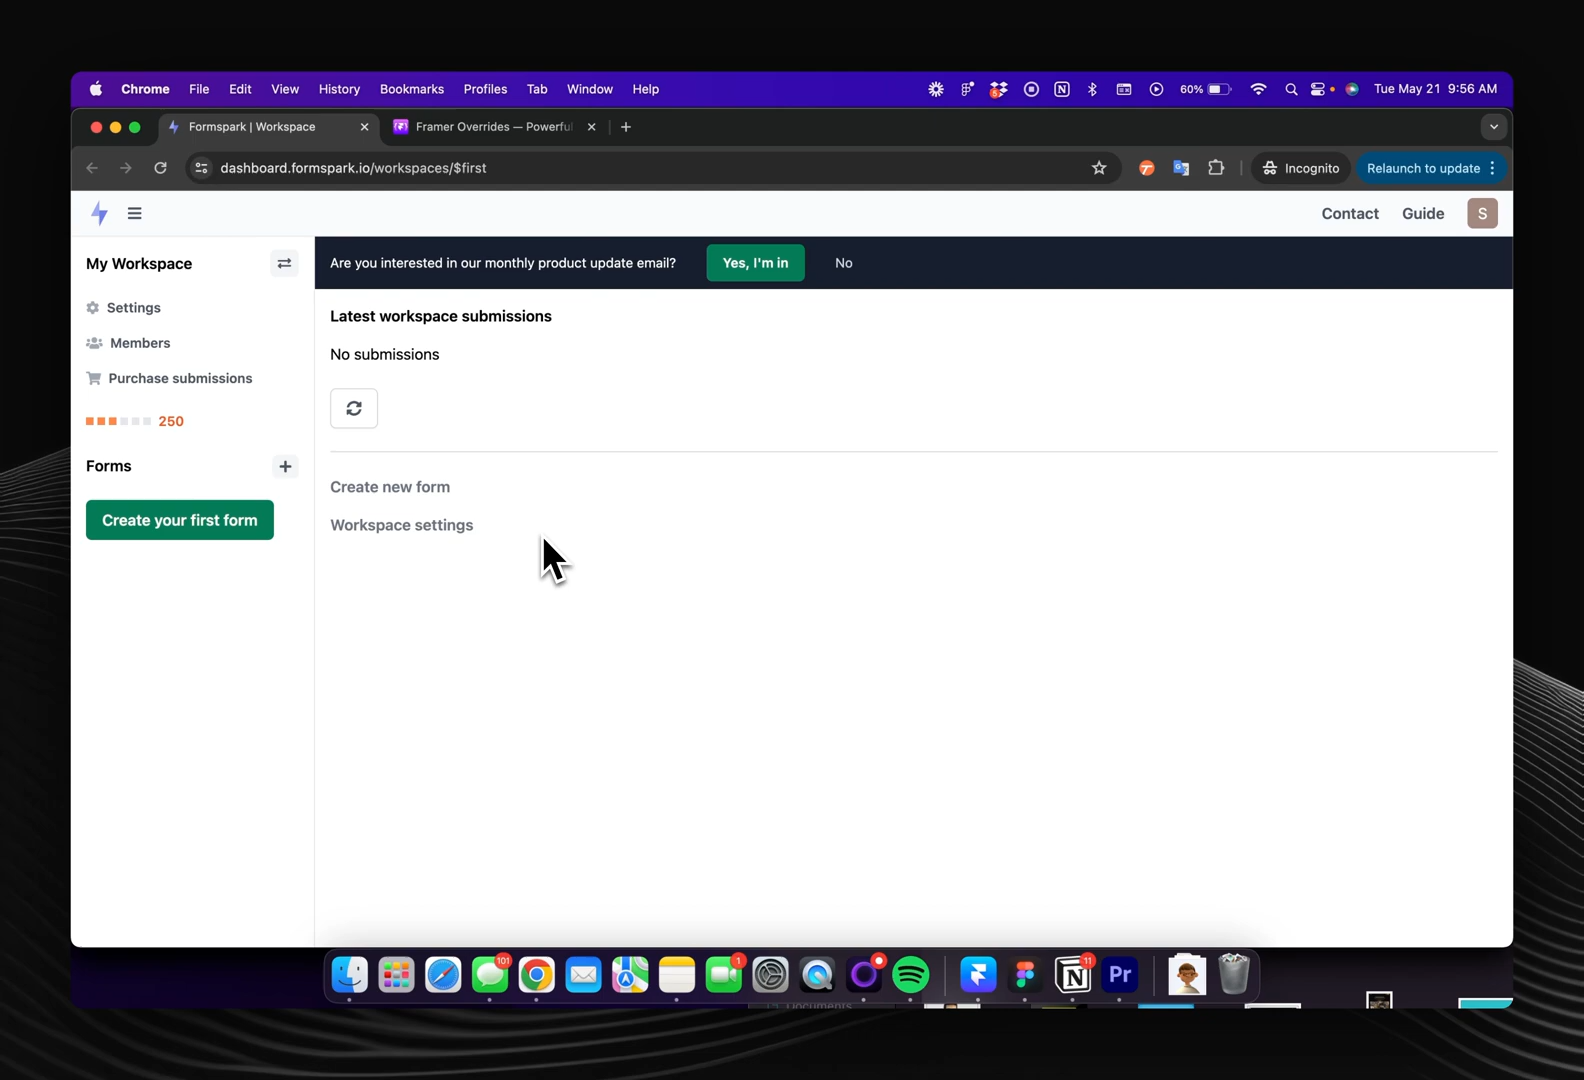 Chrome File Edit View History Bookmarks Profiles Tab Window Help 60% Tue May 21 9:56 AM
Formspark | Workspace Framer Overrides — Powerful
dashboard.formspark.io/workspaces/$first Incognito Relaunch to update
Contact Guide S
My Workspace
Are you interested in our monthly product update email? Yes, I'm in No
Settings
Latest workspace submissions
Members
No submissions
Purchase submissions
250
Forms
Create new form
Create your first form
Workspace settings
101 1 11
N Pr
Documents